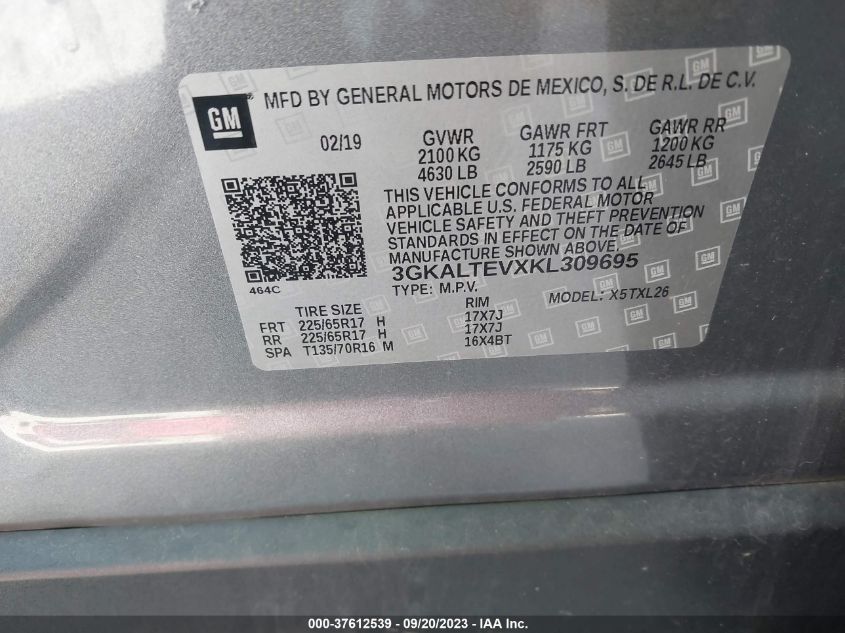 GM
MFD BY GENERAL MOTORS DE MEXICO, S. DE R.L. DE C.V.
02/19 GVWR GAWR FRT GAWR RR
2100 KG 1175 KG 1200 KG
4630 LB 2590 LB 2645 LB
THIS VEHICLE CONFORMS TO ALL
APPLICABLE U.S. FEDERAL MOTOR
VEHICLE SAFETY AND THEFT PREVENTION
STANDARDS IN EFFECT ON THE DATE OF
MANUFACTURE SHOWN ABOVE.
3GKALTEVXKL309695
464C
TYPE: M.P.V. MODEL: X5TXL26
TIRE SIZE RIM
FRT 225/65R17 H 17X7J
RR 225/65R17 H 17X7J
SPA T135/70R16 M 16X4BT
000-37612539 - 09/20/2023 - IAA Inc.